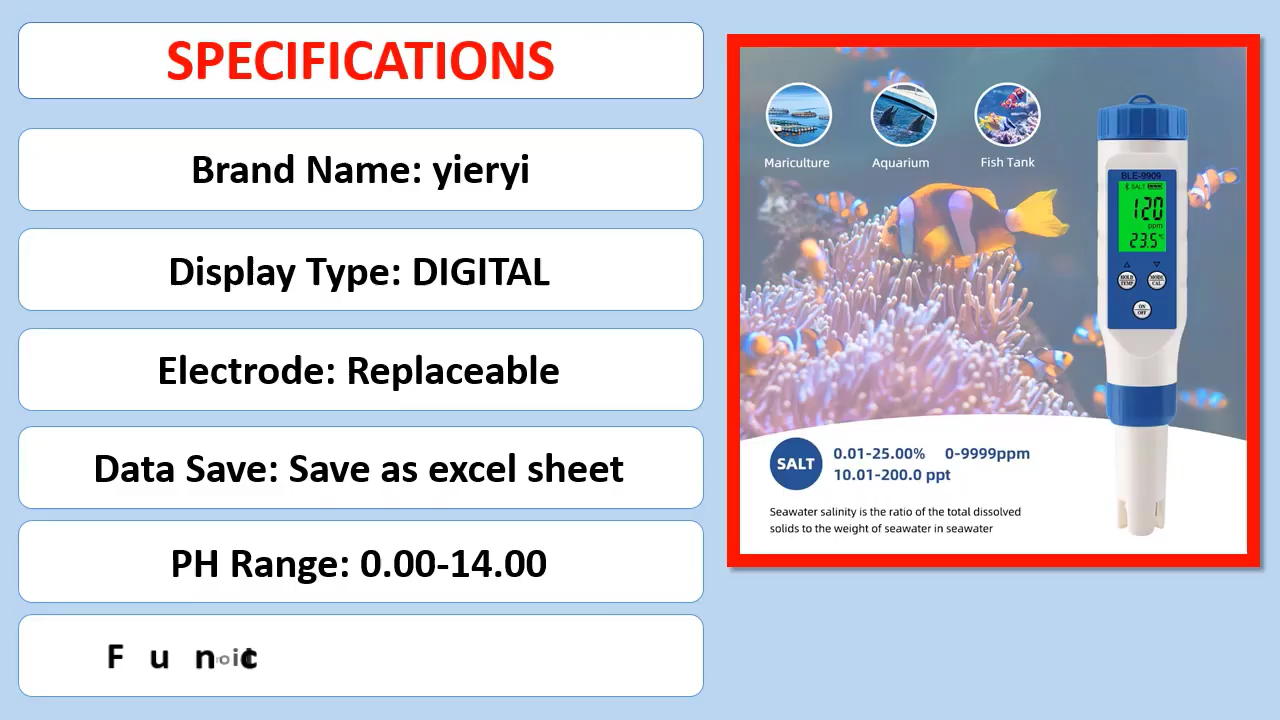 SPECIFICATIONS
Brand Name: yieryi
Display Type: DIGITAL
Electrode: Replaceable
Data Save: Save as excel sheet
PH Range: 0.00-14.00
F u n c
Mariculture
Aquarium
Fish Tank
BLE-9909
SALT
120
ppm
23.5°C
HOLD
TEMP
MODE
CAL
ON
OFF
SALT
0.01-25.00% 0-9999ppm
10.01-200.0 ppt
Seawater salinity is the ratio of the total dissolved
solids to the weight of seawater in seawater